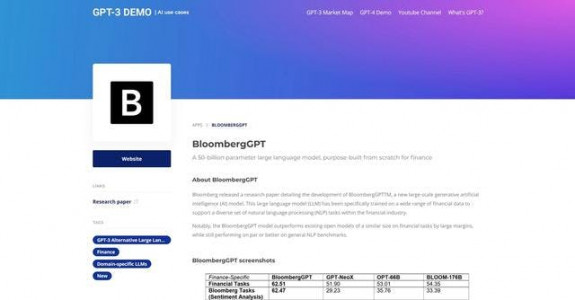 GPT-3 DEMO | AI use cases
GPT-3 Market Map GPT-4 Demo Youtube Channel What's GPT-3?
B
Website
LINKS
Research paper
TAGS
GPT-3 Alternative Large Lan...
Finance
Domain-specific LLMs
New
APPS / BLOOMBERGGPT
BloombergGPT
A 50-billion parameter large language model, purpose-built from scratch for finance
About BloombergGPT
Bloomberg released a research paper detailing the development of BloombergGPTTM, a new large-scale generative artificial
intelligence (AI) model. This large language model (LLM) has been specifically trained on a wide range of financial data to
support a diverse set of natural language processing (NLP) tasks within the financial industry.
Notably, the BloombergGPT model outperforms existing open models of a similar size on financial tasks by large margins,
while still performing on par or better on general NLP benchmarks.
BloombergGPT screenshots
Finance-Specific BloombergGPT GPT-NeoX OPT-66B BLOOM-176B
Financial Tasks 62.51 51.90 53.01 54.35
Bloomberg Tasks 62.47 29.23 35.76 33.39
(Sentiment Analysis)